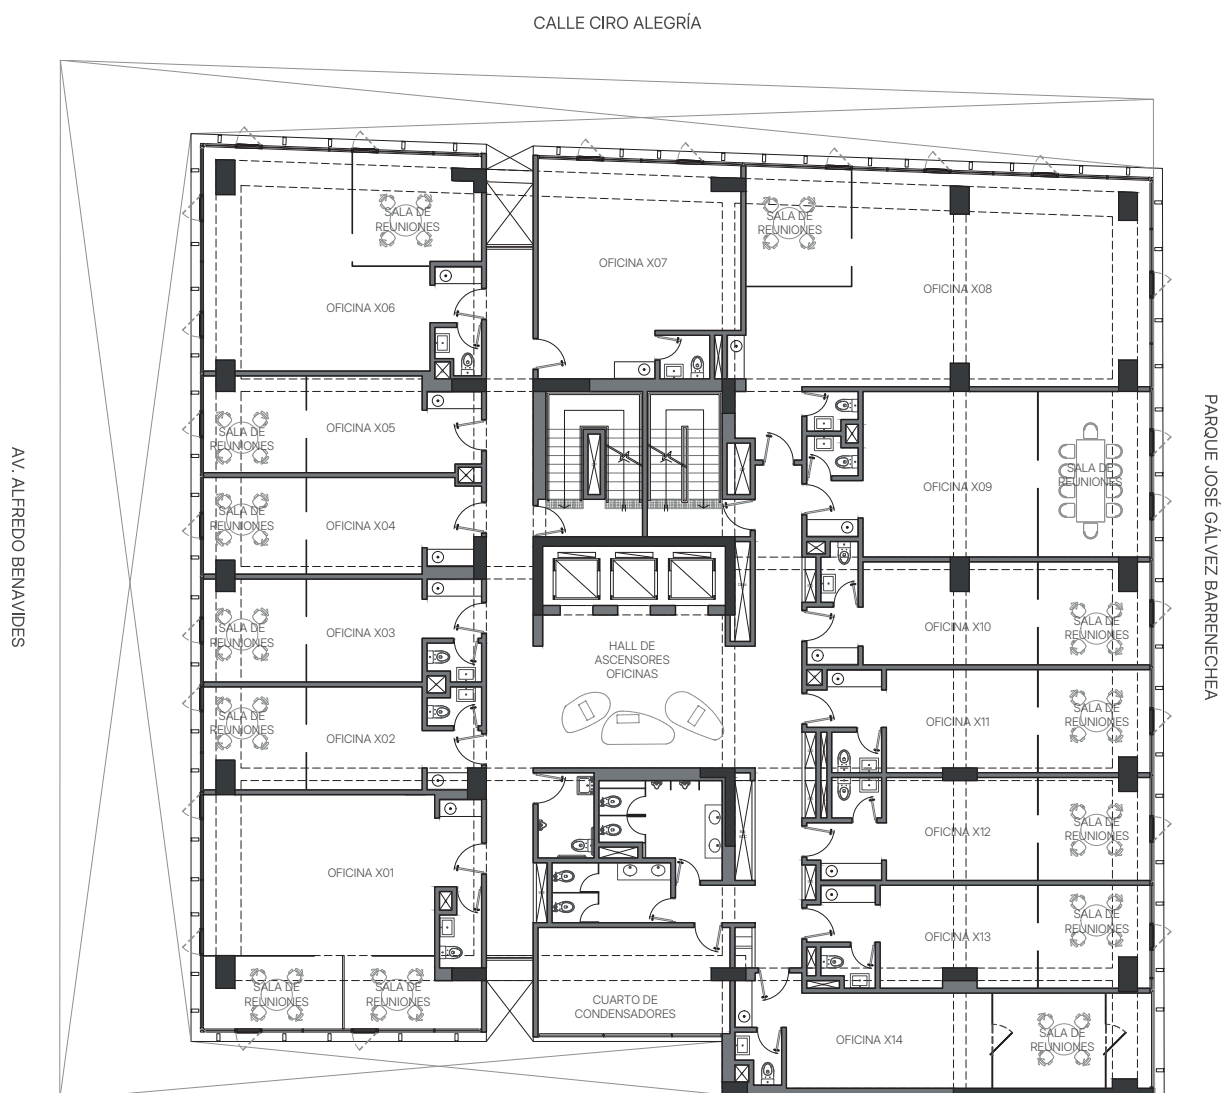 CALLE CIRO ALEGRÍA
SALA DE
REUNIONES
OFICINA X06
OFICINA X07
SALA DE
REUNIONES
OFICINA X08
SALA DE
REUNIONES
OFICINA X05
SALA DE
REUNIONES
OFICINA X04
OFICINA X09
SALA DE
REUNIONES
SALA DE
REUNIONES
OFICINA X03
HALL DE
ASCENSORES
OFICINAS
OFICINA X10
SALA DE
REUNIONES
SALA DE
REUNIONES
OFICINA X02
OFICINA X11
SALA DE
REUNIONES
OFICINA X12
SALA DE
REUNIONES
OFICINA X01
OFICINA X13
SALA DE
REUNIONES
SALA DE
REUNIONES
SALA DE
REUNIONES
CUARTO DE
CONDENSADORES
OFICINA X14
SALA DE
REUNIONES
AV. ALFREDO BENAVIDES
PARQUE JOSÉ GÁLVEZ BARRENECHEA